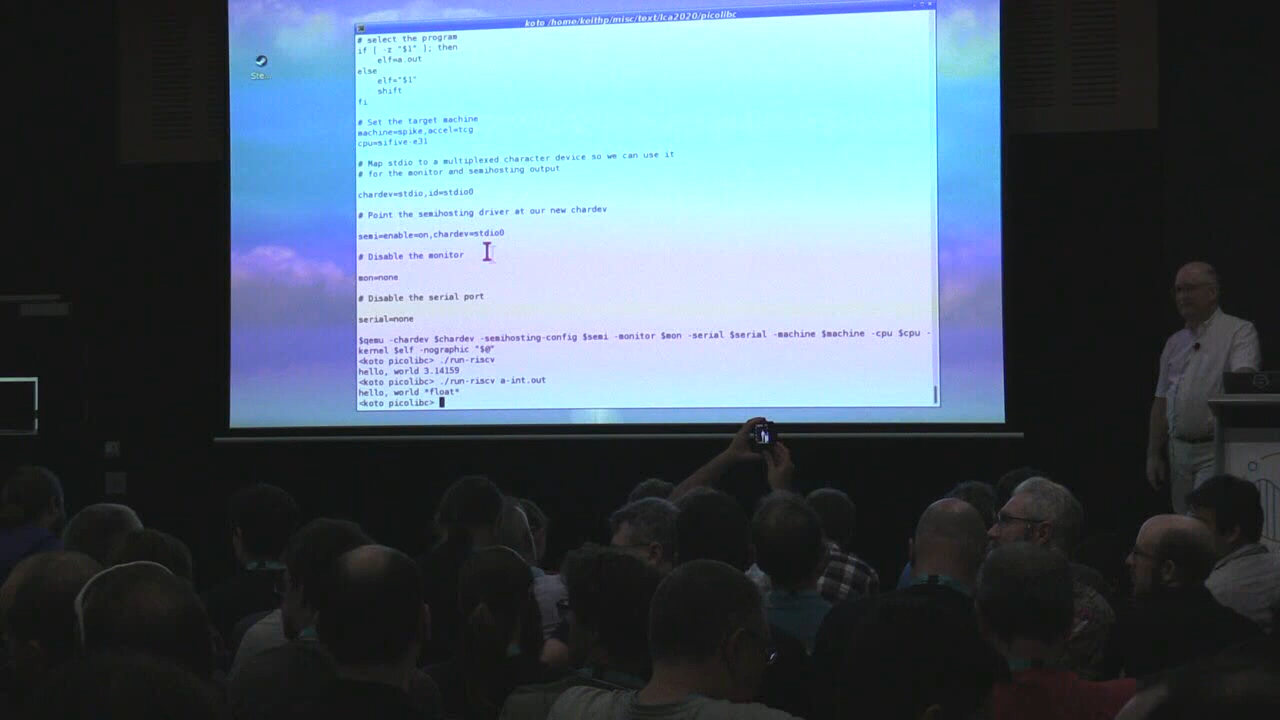 koto /home/keithp/misc/text/lca2020/picolibc
Ste...
# select the program
if [ -z "$1" ]; then
elf=a.out
else
elf="$1"
shift
fi
# Set the target machine
machine=spike,accel=tcg
cpu=sifive-e31
# Map stdio to a multiplexed character device so we can use it
# for the monitor and semihosting output
chardev=stdio,id=stdio0
# Point the semihosting driver at our new chardev
semi=enable=on,chardev=stdio0
# Disable the monitor
mon=none
# Disable the serial port
serial=none
$qemu -chardev $chardev -semihosting-config $semi -monitor $mon -serial $serial -machine $machine -cpu $cpu -
kernel $elf -nographic "$@"
<koto picolibc> ./run-riscv
hello, world 3.14159
<koto picolibc> ./run-riscv a-int.out
hello, world *float*
<koto picolibc>